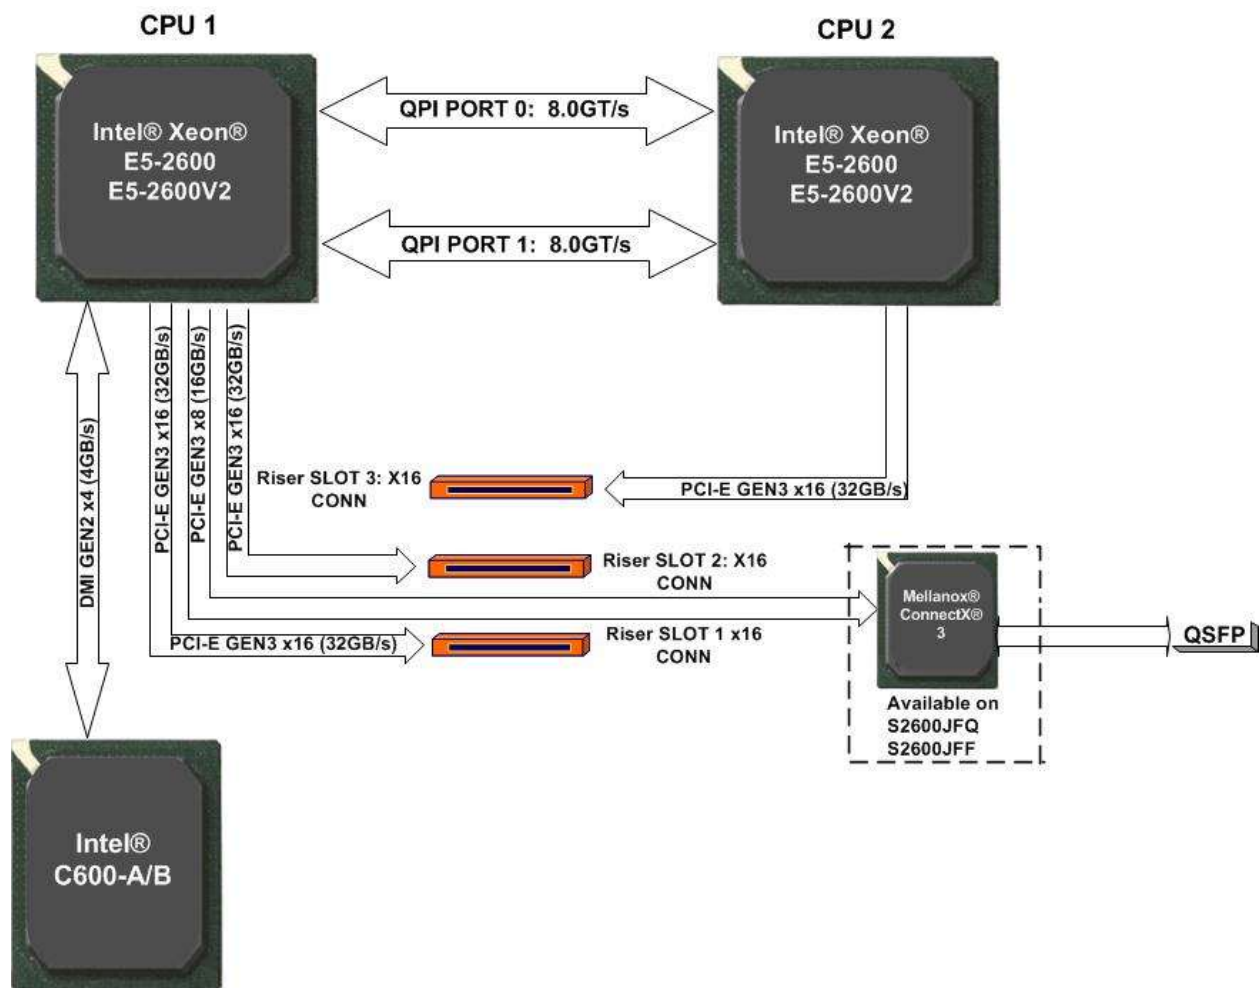 CPU 1
CPU 2
Intel® Xeon®
E5-2600
E5-2600V2
QPI PORT 0:  8.0GT/s
QPI PORT 1:  8.0GT/s
Intel® Xeon®
E5-2600
E5-2600V2
DMI GEN2 x4 (4GB/s)
PCI-E GEN3 x16 (32GB/s)
PCI-E GEN3 x8 (16GB/s)
PCI-E GEN3 x16 (32GB/s)
Riser SLOT 3: X16
CONN
PCI-E GEN3 x16 (32GB/s)
Riser SLOT 2: X16
CONN
PCI-E GEN3 x16 (32GB/s)
Riser SLOT 1 x16
CONN
Mellanox®
ConnectX®
3
QSFP
Available on
S2600JFQ
S2600JFF
Intel®
C600-A/B